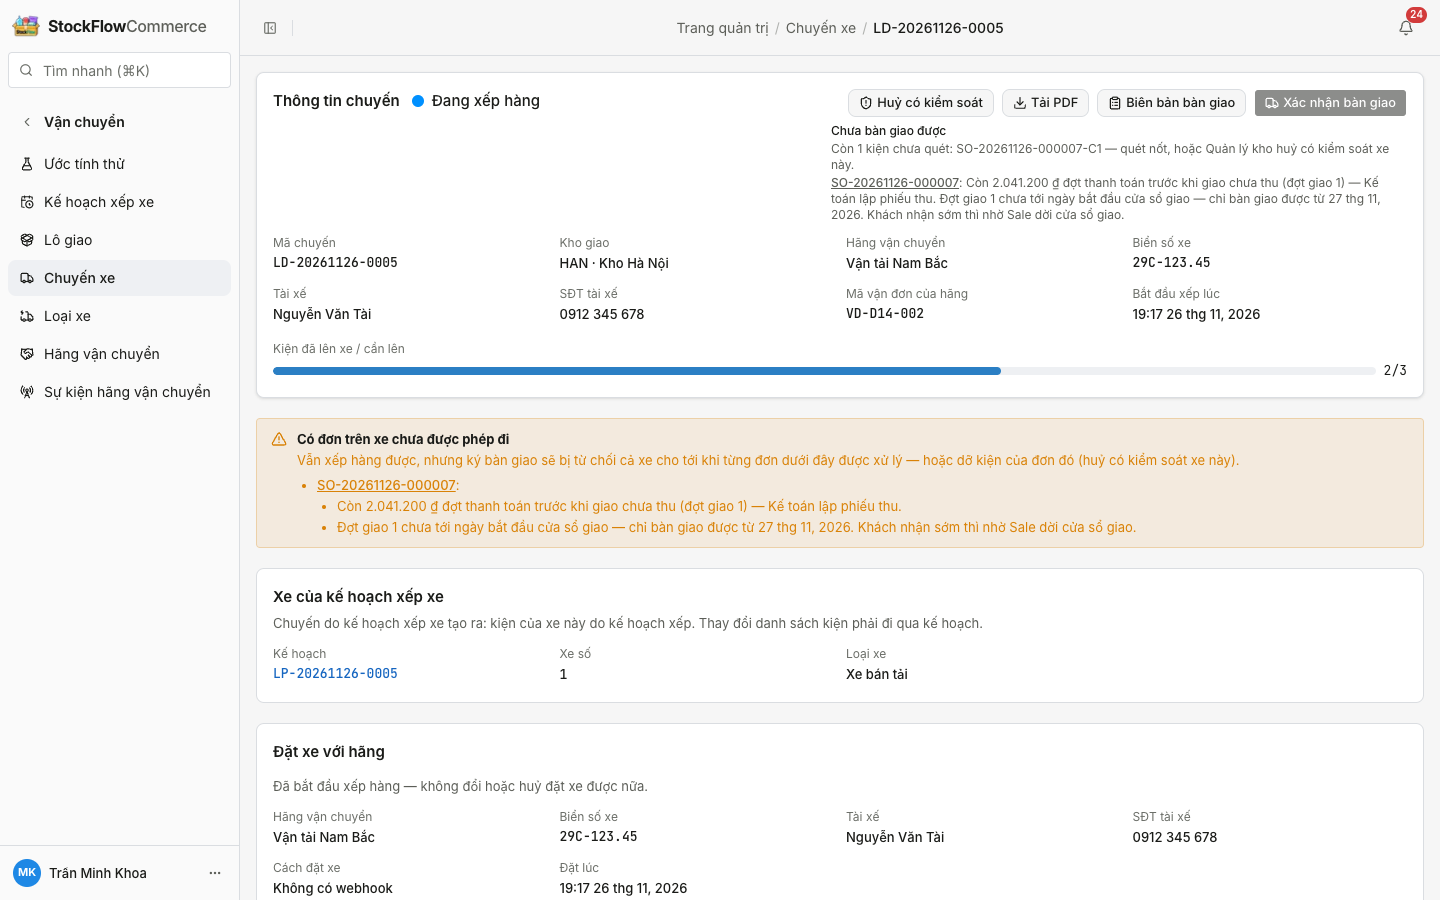 StockFlowCommerce
Tìm nhanh (⌘K)
Vận chuyển
Ước tính thử
Kế hoạch xếp xe
Lô giao
Chuyến xe
Loại xe
Hãng vận chuyển
Sự kiện hãng vận chuyển
MK Trần Minh Khoa
Trang quản trị / Chuyến xe / LD-20261126-0005
24
Thông tin chuyến Đang xếp hàng
Huỷ có kiểm soát Tải PDF Biên bản bàn giao Xác nhận bàn giao
Chưa bàn giao được
Còn 1 kiện chưa quét: SO-20261126-000007-C1 — quét nốt, hoặc Quản lý kho huỷ có kiểm soát xe
này.
SO-20261126-000007: Còn 2.041.200 ₫ đợt thanh toán trước khi giao chưa thu (đợt giao 1) — Kế
toán lập phiếu thu. Đợt giao 1 chưa tới ngày bắt đầu cửa sổ giao — chỉ bàn giao được từ 27 thg 11,
2026. Khách nhận sớm thì nhờ Sale dời cửa sổ giao.
Mã chuyến Kho giao Hãng vận chuyển Biển số xe
LD-20261126-0005 HAN · Kho Hà Nội Vận tải Nam Bắc 29C-123.45
Tài xế SĐT tài xế Mã vận đơn của hãng Bắt đầu xếp lúc
Nguyễn Văn Tài 0912 345 678 VD-D14-002 19:17 26 thg 11, 2026
Kiện đã lên xe / cần lên
2/3
Có đơn trên xe chưa được phép đi
Vẫn xếp hàng được, nhưng ký bàn giao sẽ bị từ chối cả xe cho tới khi từng đơn dưới đây được xử lý — hoặc dỡ kiện của đơn đó (huỷ có kiểm soát xe này).
• SO-20261126-000007:
• Còn 2.041.200 ₫ đợt thanh toán trước khi giao chưa thu (đợt giao 1) — Kế toán lập phiếu thu.
• Đợt giao 1 chưa tới ngày bắt đầu cửa sổ giao — chỉ bàn giao được từ 27 thg 11, 2026. Khách nhận sớm thì nhờ Sale dời cửa sổ giao.
Xe của kế hoạch xếp xe
Chuyến do kế hoạch xếp xe tạo ra: kiện của xe này do kế hoạch xếp. Thay đổi danh sách kiện phải đi qua kế hoạch.
Kế hoạch Xe số Loại xe
LP-20261126-0005 1 Xe bán tải
Đặt xe với hãng
Đã bắt đầu xếp hàng — không đổi hoặc huỷ đặt xe được nữa.
Hãng vận chuyển Biển số xe Tài xế SĐT tài xế
Vận tải Nam Bắc 29C-123.45 Nguyễn Văn Tài 0912 345 678
Cách đặt xe Đặt lúc
Không có webhook 19:17 26 thg 11, 2026